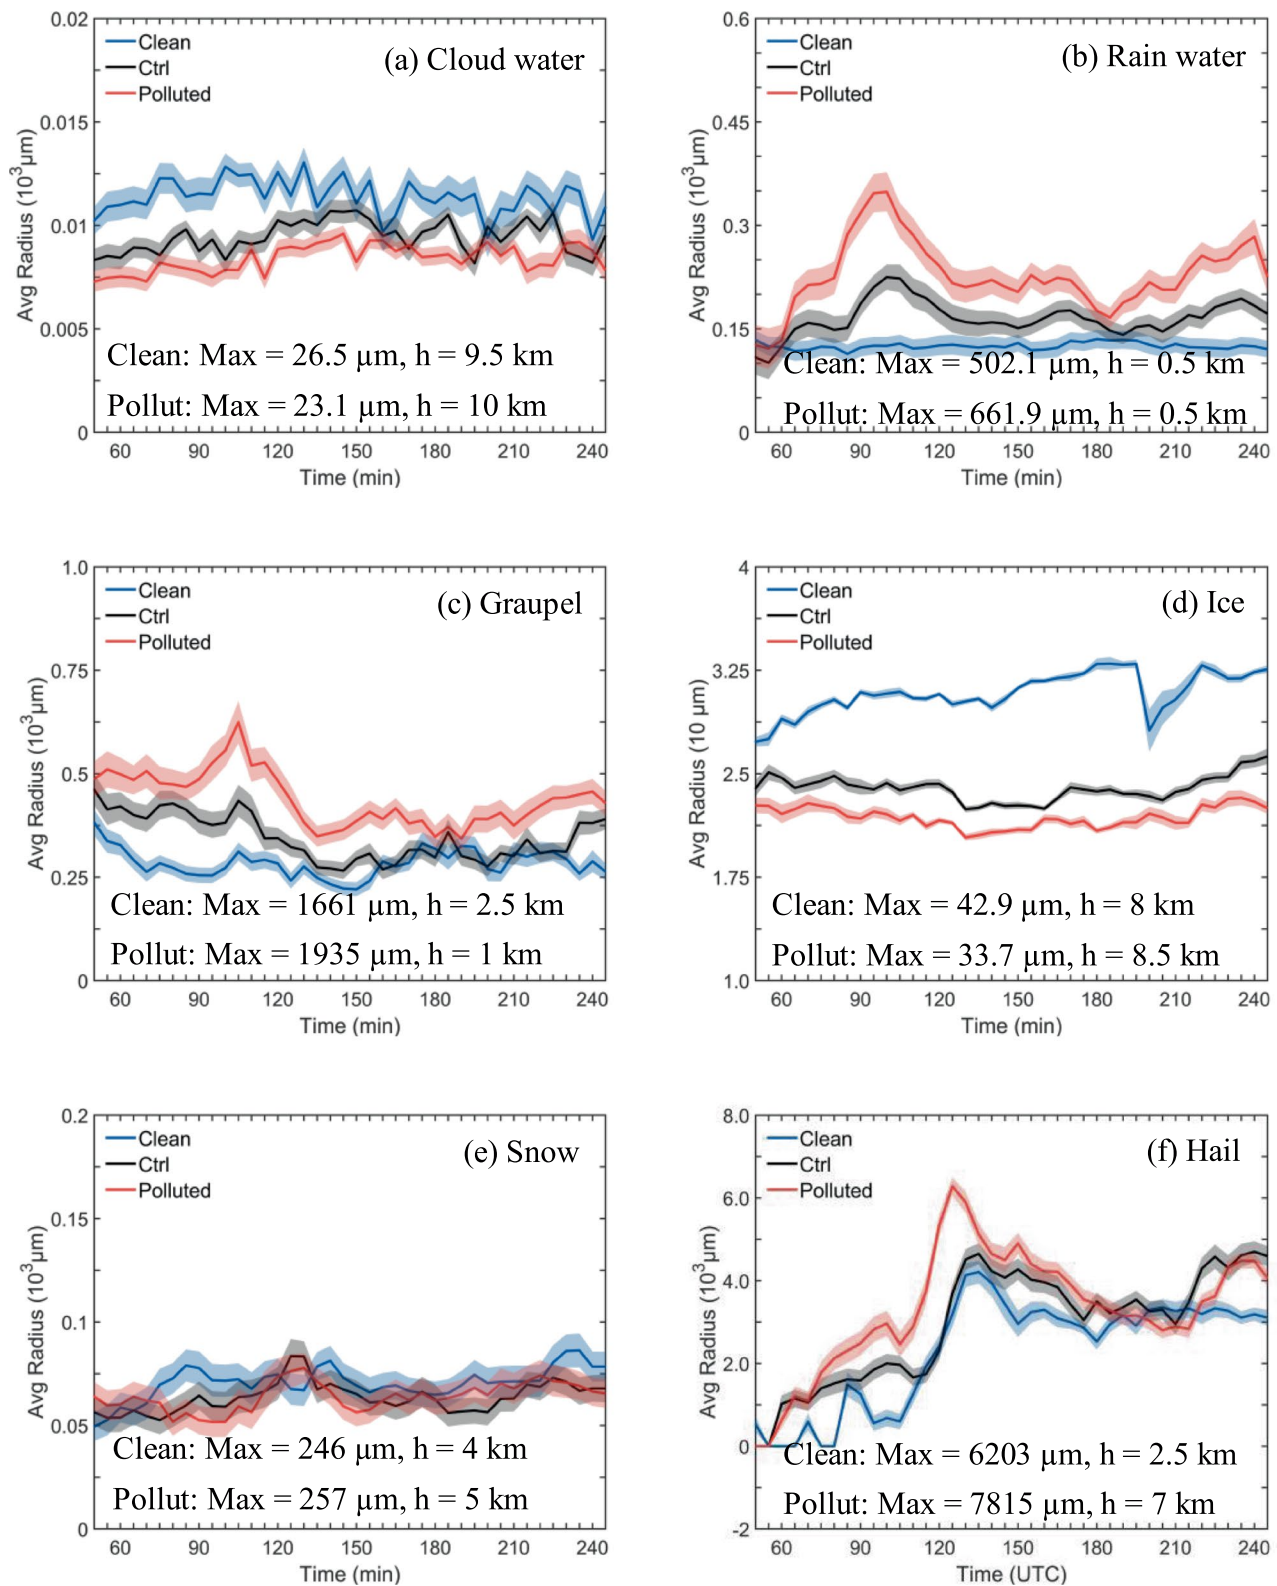 (a) Cloud water
Clean
Ctrl
Polluted
0.02
0.015
0.01
0.005
0
Avg Radius (10³μm)
Clean: Max = 26.5 μm, h = 9.5 km
Pollut: Max = 23.1 μm, h = 10 km
60 90 120 150 180 210 240
Time (min)
(b) Rain water
Clean
Ctrl
Polluted
0.6
0.45
0.3
0.15
0
Avg Radius (10³μm)
Clean: Max = 502.1 μm, h = 0.5 km
Pollut: Max = 661.9 μm, h = 0.5 km
60 90 120 150 180 210 240
Time (min)
(c) Graupel
Clean
Ctrl
Polluted
1.0
0.75
0.5
0.25
0
Avg Radius (10³μm)
Clean: Max = 1661 μm, h = 2.5 km
Pollut: Max = 1935 μm, h = 1 km
60 90 120 150 180 210 240
Time (min)
(d) Ice
Clean
Ctrl
Polluted
4
3.25
2.5
1.75
1.0
Avg Radius (10 μm)
Clean: Max = 42.9 μm, h = 8 km
Pollut: Max = 33.7 μm, h = 8.5 km
60 90 120 150 180 210 240
Time (min)
(e) Snow
Clean
Ctrl
Polluted
0.2
0.15
0.1
0.05
0
Avg Radius (10³μm)
Clean: Max = 246 μm, h = 4 km
Pollut: Max = 257 μm, h = 5 km
60 90 120 150 180 210 240
Time (min)
(f) Hail
Clean
Ctrl
Polluted
8.0
6.0
4.0
2.0
0
-2
Avg Radius (10³μm)
Clean: Max = 6203 μm, h = 2.5 km
Pollut: Max = 7815 μm, h = 7 km
60 90 120 150 180 210 240
Time (UTC)